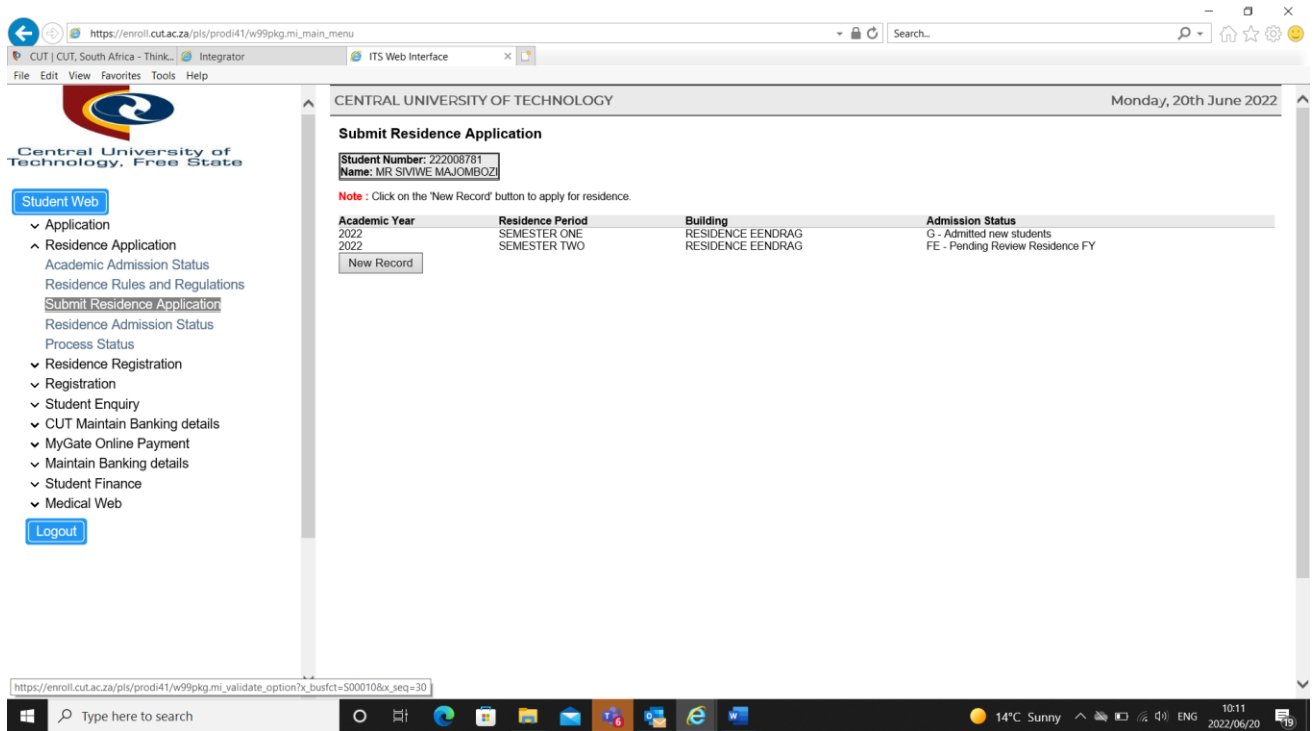 https://enroll.cut.ac.za/pls/prodi41/w99pkg.mi_main_menu
Search...
CUT | CUT, South Africa - Think... Integrator ITS Web Interface
File Edit View Favorites Tools Help
Central University of
Technology, Free State
Student Web
Application
Residence Application
Academic Admission Status
Residence Rules and Regulations
Submit Residence Application
Residence Admission Status
Process Status
Residence Registration
Registration
Student Enquiry
CUT Maintain Banking details
MyGate Online Payment
Maintain Banking details
Student Finance
Medical Web
Logout
CENTRAL UNIVERSITY OF TECHNOLOGY Monday, 20th June 2022
Submit Residence Application
Student Number: 222008781
Name: MR SIVIWE MAJOMBOZI
Note : Click on the 'New Record' button to apply for residence.
Academic Year Residence Period Building Admission Status
2022 SEMESTER ONE RESIDENCE EENDRAG G - Admitted new students
2022 SEMESTER TWO RESIDENCE EENDRAG FE - Pending Review Residence FY
New Record
https://enroll.cut.ac.za/pls/prodi41/w99pkg.mi_validate_option?x_busfct=S00010&x_seq=30
Type here to search
14°C Sunny ENG 10:11
2022/06/20
19